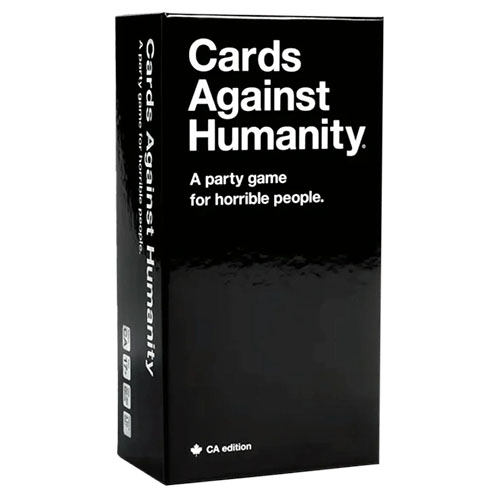 Cards
Against
Humanity®
A party game
for horrible people.
CA edition
Cards Against Humanity
A party game for horrible people.